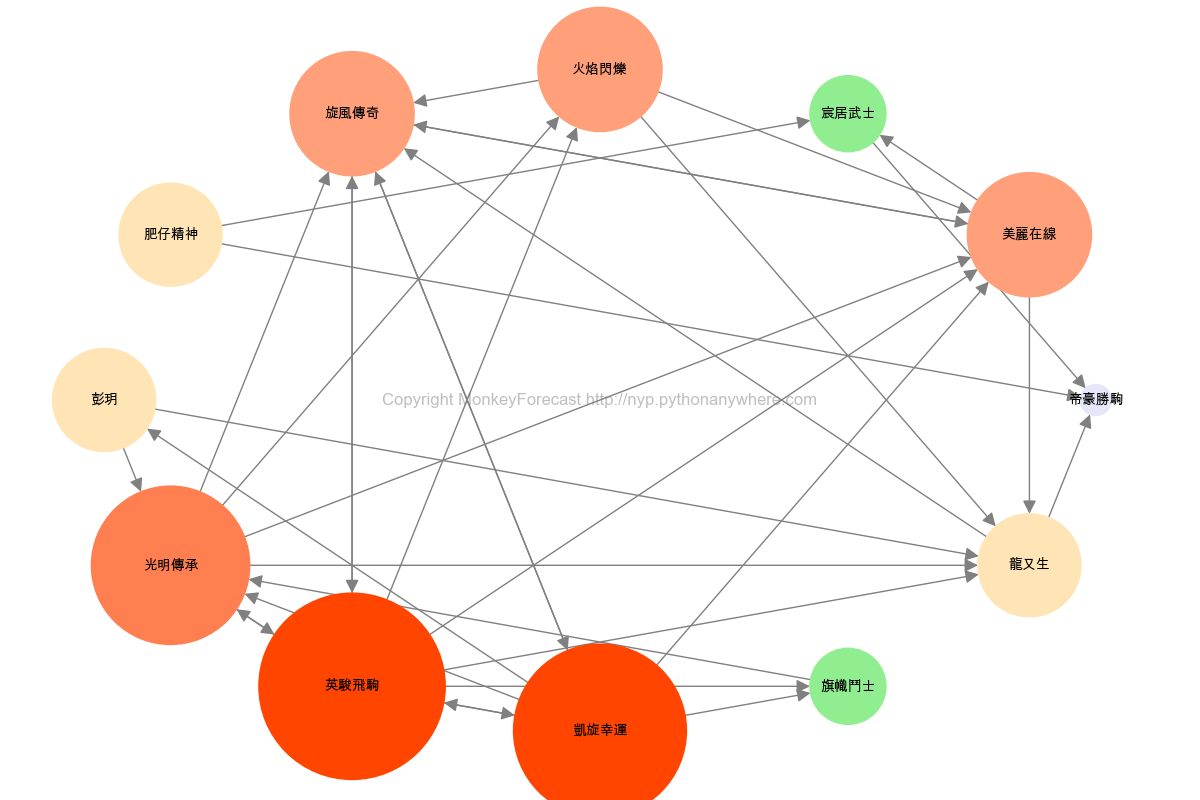 火焰閃爍
旋風傳奇
宸居武士
肥仔精神
美麗在線
彭玥
Copyright MonkeyForecast http://nyp.pythonanywhere.com
帝豪勝駒
光明傳承
龍又生
英駿飛駒
旗幟鬥士
凱旋幸運